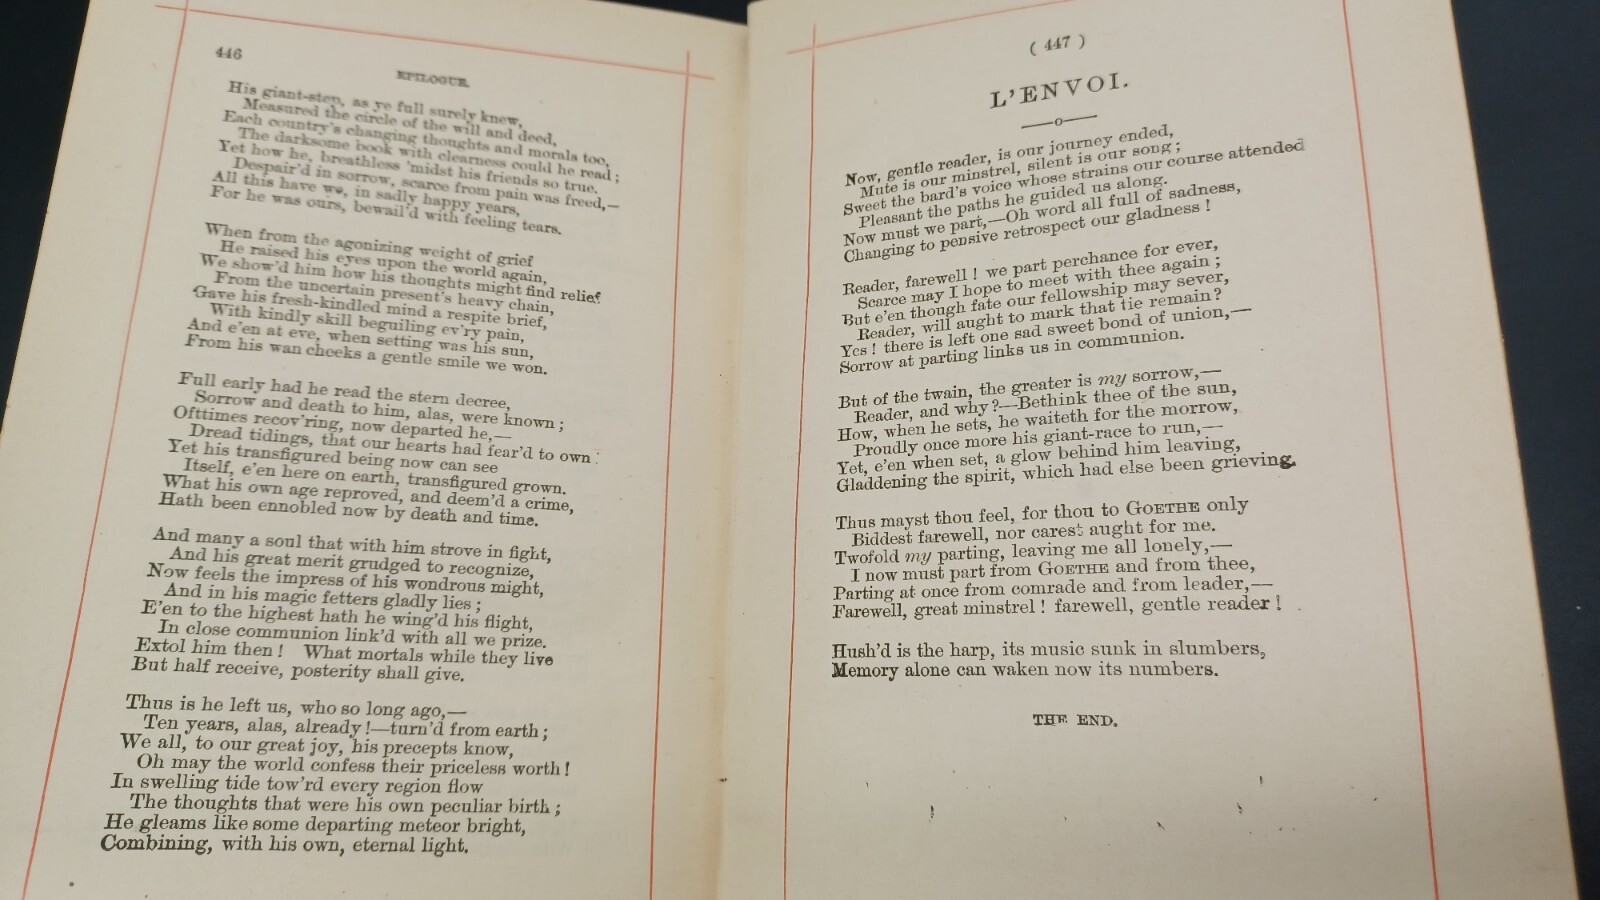 446
EPILOGUE.
His giant-step, as ye full surely knew,
Measured the circle of the will and deed,
Each country's changing thoughts and morals too,
The darksome book with clearness could he read;
Yet how he, breathless 'midst his friends so true.
Despair'd in sorrow, scarce from pain was freed,—
All this have we, in sadly happy years,
For he was ours, bewail'd with feeling tears.
When from the agonizing weight of grief
He raised his eyes upon the world again,
We show'd him how his thoughts might find relief
From the uncertain present's heavy chain,
Gave his fresh-kindled mind a respite brief,
With kindly skill beguiling ev'ry pain,
And e'en at eve, when setting was his sun,
From his wan cheeks a gentle smile we won.
Full early had he read the stern decree,
Sorrow and death to him, alas, were known;
Ofttimes recov'ring, now departed he,—
Dread tidings, that our hearts had fear'd to own:
Yet his transfigured being now can see
Itself, e'en here on earth, transfigured grown.
What his own age reproved, and deem'd a crime,
Hath been ennobled now by death and time.
And many a soul that with him strove in fight,
And his great merit grudged to recognize,
Now feels the impress of his wondrous might,
And in his magic fetters gladly lies;
E'en to the highest hath he wing'd his flight,
In close communion link'd with all we prize.
Extol him then! What mortals while they live
But half receive, posterity shall give.
Thus is he left us, who so long ago,—
Ten years, alas, already!—turn'd from earth;
We all, to our great joy, his precepts know,
Oh may the world confess their priceless worth!
In swelling tide tow'rd every region flow
The thoughts that were his own peculiar birth;
He gleams like some departing meteor bright,
Combining, with his own, eternal light.
( 447 )
L'ENVOI.
Now, gentle reader, is our journey ended,
Mute is our minstrel, silent is our song;
Sweet the bard's voice whose strains our course attended
Pleasant the paths he guided us along.
Now must we part,—Oh word all full of sadness,
Changing to pensive retrospect our gladness!
Reader, farewell! we part perchance for ever,
Scarce may I hope to meet with thee again;
But e'en though fate our fellowship may sever,
Reader, will aught to mark that tie remain?
Yes! there is left one sad sweet bond of union,—
Sorrow at parting links us in communion.
But of the twain, the greater is my sorrow,—
Reader, and why?—Bethink thee of the sun,
How, when he sets, he waiteth for the morrow,
Proudly once more his giant-race to run,—
Yet, e'en when set, a glow behind him leaving,
Gladdening the spirit, which had else been grieving.
Thus mayst thou feel, for thou to GOETHE only
Biddest farewell, nor carest aught for me.
Twofold my parting, leaving me all lonely,—
I now must part from GOETHE and from thee,
Parting at once from comrade and from leader,—
Farewell, great minstrel! farewell, gentle reader!
Hush'd is the harp, its music sunk in slumbers,
Memory alone can waken now its numbers.
THE END.